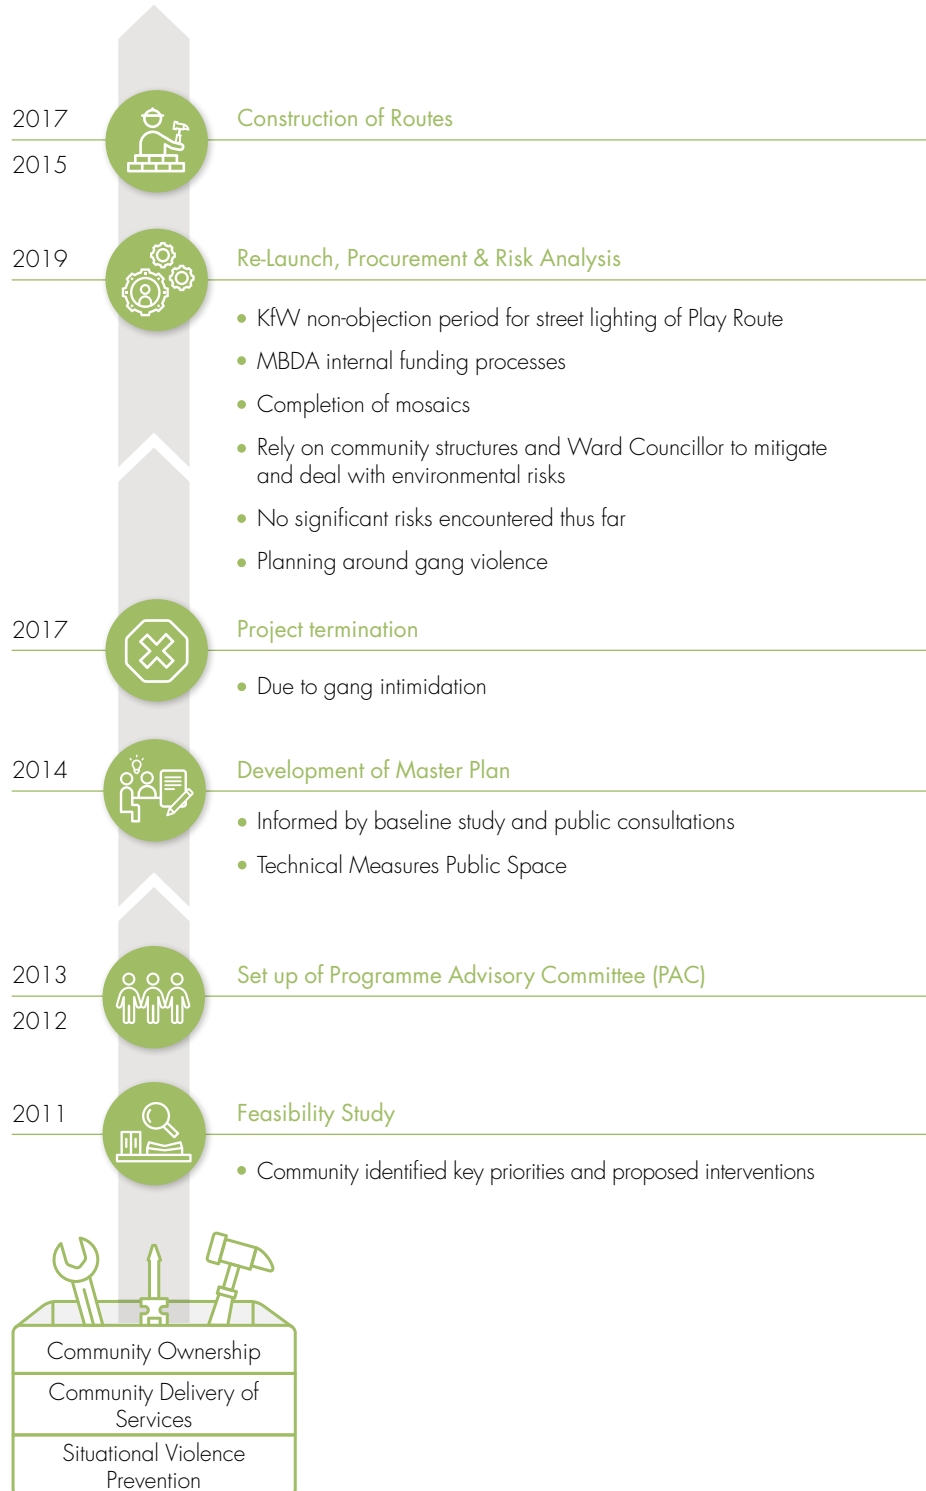 2017
Construction of Routes
2015
2019
Re-Launch, Procurement & Risk Analysis
• KfW non-objection period for street lighting of Play Route
• MBDA internal funding processes
• Completion of mosaics
• Rely on community structures and Ward Councillor to mitigate
and deal with environmental risks
• No significant risks encountered thus far
• Planning around gang violence
2017
Project termination
• Due to gang intimidation
2014
Development of Master Plan
• Informed by baseline study and public consultations
• Technical Measures Public Space
2013
Set up of Programme Advisory Committee (PAC)
2012
2011
Feasibility Study
• Community identified key priorities and proposed interventions
Community Ownership
Community Delivery of
Services
Situational Violence
Prevention